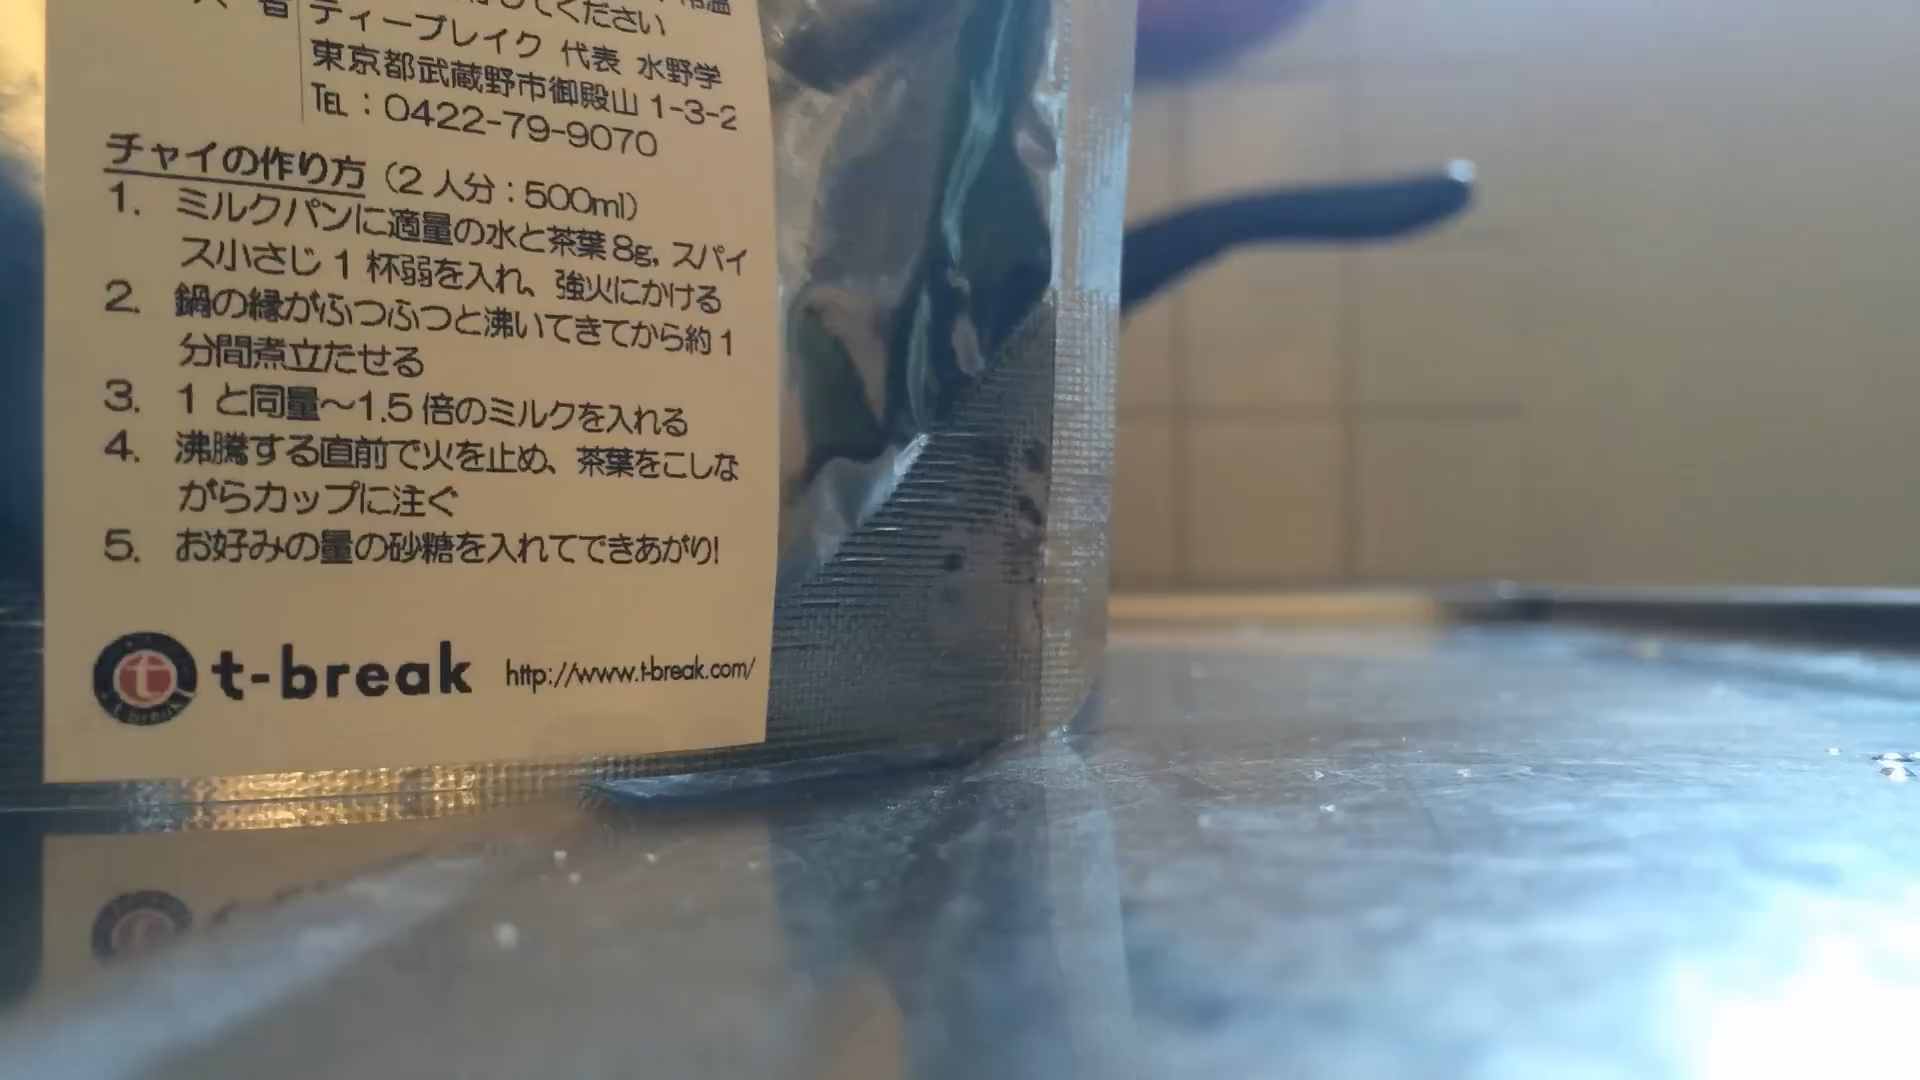 してください
ティーブレイク 代表 水野学
東京都武蔵野市御殿山 1-3-2
TEL : 0422-79-9070
チャイの作り方 (2 人分 : 500ml)
1. ミルクパンに適量の水と茶葉 8g, スパイ
ス小さじ 1 杯弱を入れ、強火にかける
2. 鍋の縁がふつふつと沸いてきてから約 1
分間煮立たせる
3. 1 と同量〜1.5 倍のミルクを入れる
4. 沸騰する直前で火を止め、茶葉をこしな
がらカップに注ぐ
5. お好みの量の砂糖を入れてできあがり!
t t-break http://www.t-break.com/